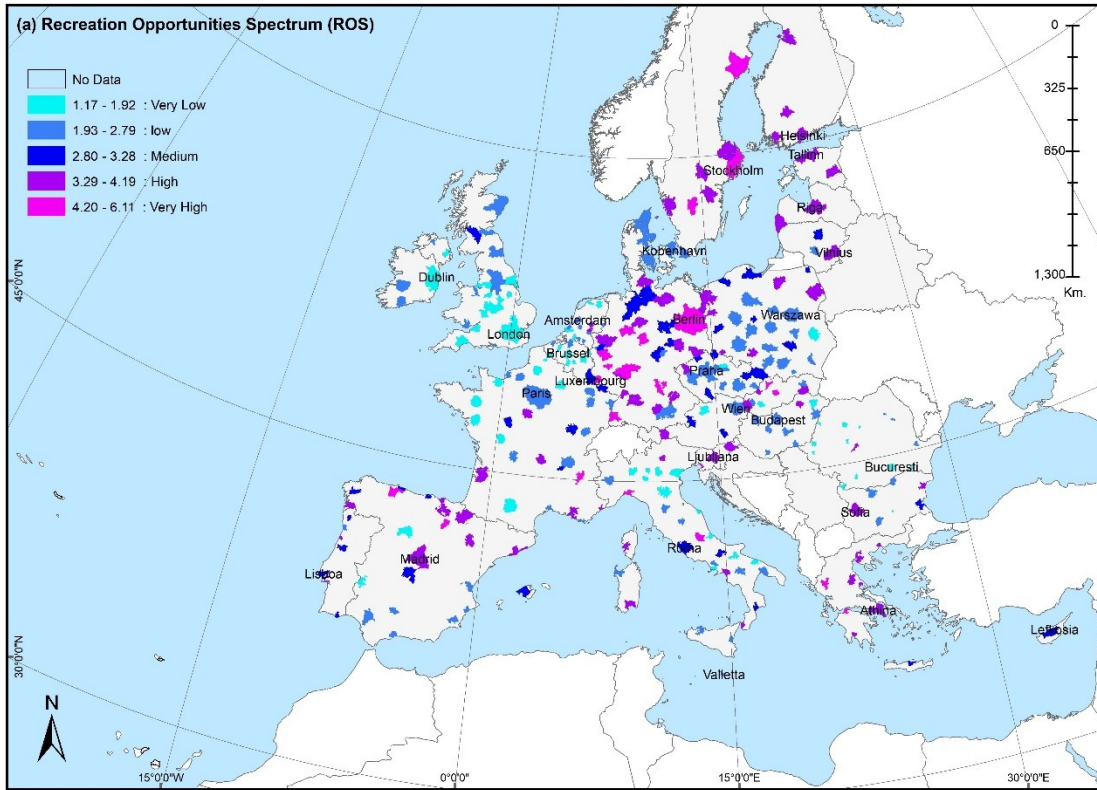 (a) Recreation Opportunities Spectrum (ROS)
No Data
1.17 - 1.92 : Very Low
1.93 - 2.79 : low
2.80 - 3.28 : Medium
3.29 - 4.19 : High
4.20 - 6.11 : Very High
0
325
650
1,300
Km.
Helsinki
Tallinn
Stockholm
Riga
Kobenhavn
Vilnius
Dublin
Amsterdam
Berlin
Warszawa
London
Brussel
Luxembourg
Praha
Paris
Wien
Budapest
Ljubljana
Bucuresti
Sofia
Madrid
Roma
Lisboa
Athina
Lefkosia
Valletta
45°0'0"N
30°0'0"N
N
15°0'0"W
0°0'0"
15°0'0"E
30°0'0"E